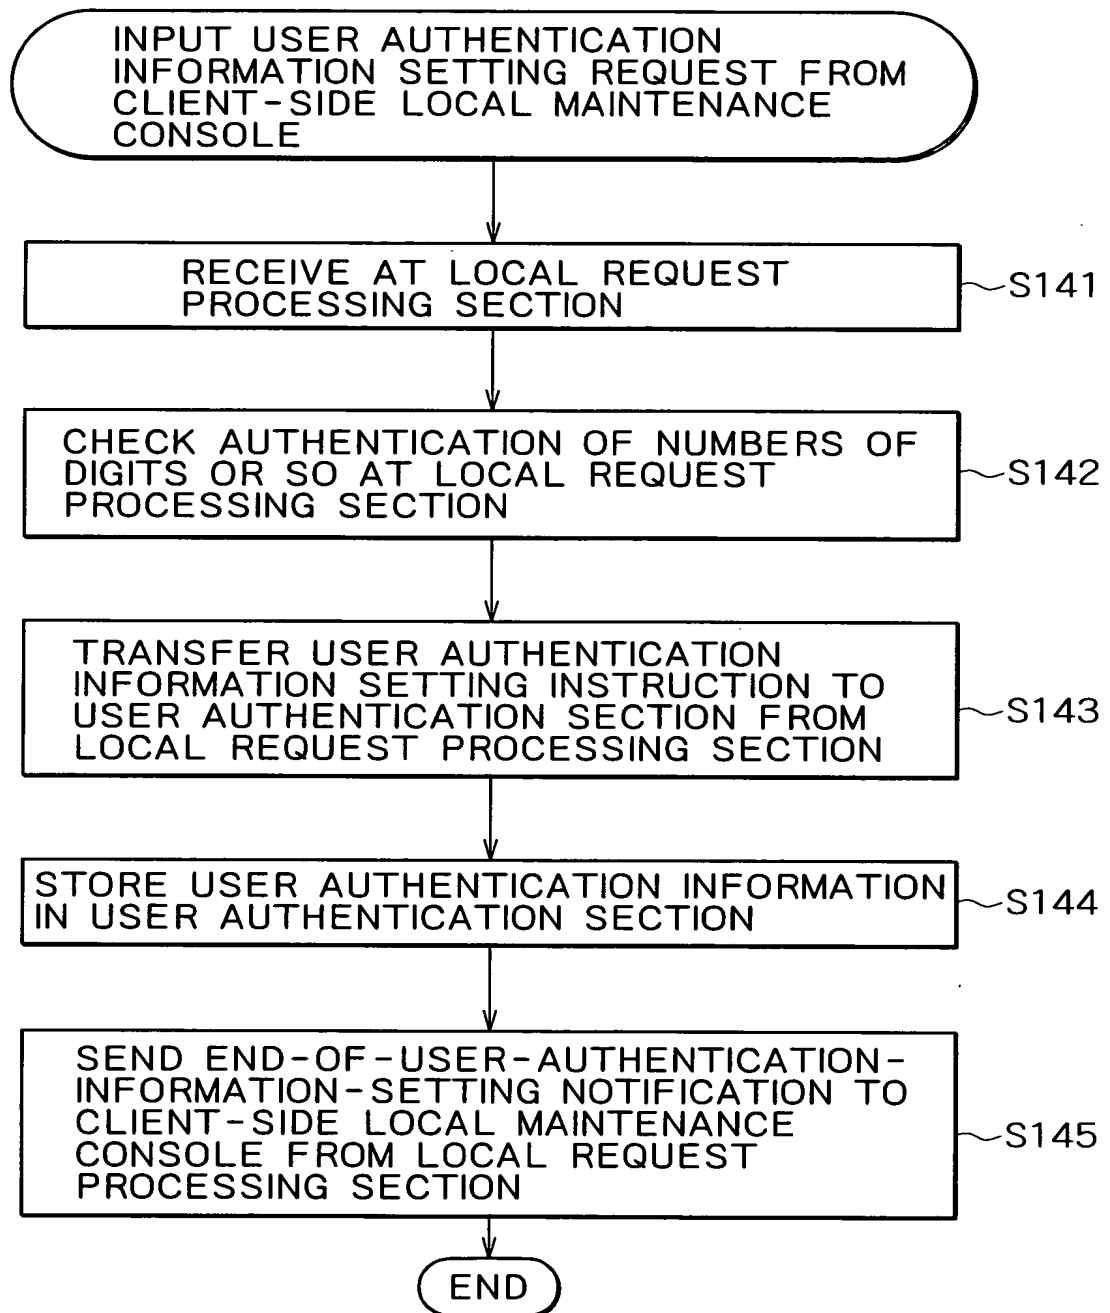 INPUT USER AUTHENTICATION
INFORMATION SETTING REQUEST FROM
CLIENT-SIDE LOCAL MAINTENANCE
CONSOLE
RECEIVE AT LOCAL REQUEST
PROCESSING SECTION
S141
CHECK AUTHENTICATION OF NUMBERS OF
DIGITS OR SO AT LOCAL REQUEST
PROCESSING SECTION
S142
TRANSFER USER AUTHENTICATION
INFORMATION SETTING INSTRUCTION TO
USER AUTHENTICATION SECTION FROM
LOCAL REQUEST PROCESSING SECTION
S143
STORE USER AUTHENTICATION INFORMATION
IN USER AUTHENTICATION SECTION
S144
SEND END-OF-USER-AUTHENTICATION-
INFORMATION-SETTING NOTIFICATION TO
CLIENT-SIDE LOCAL MAINTENANCE
CONSOLE FROM LOCAL REQUEST
PROCESSING SECTION
S145
END